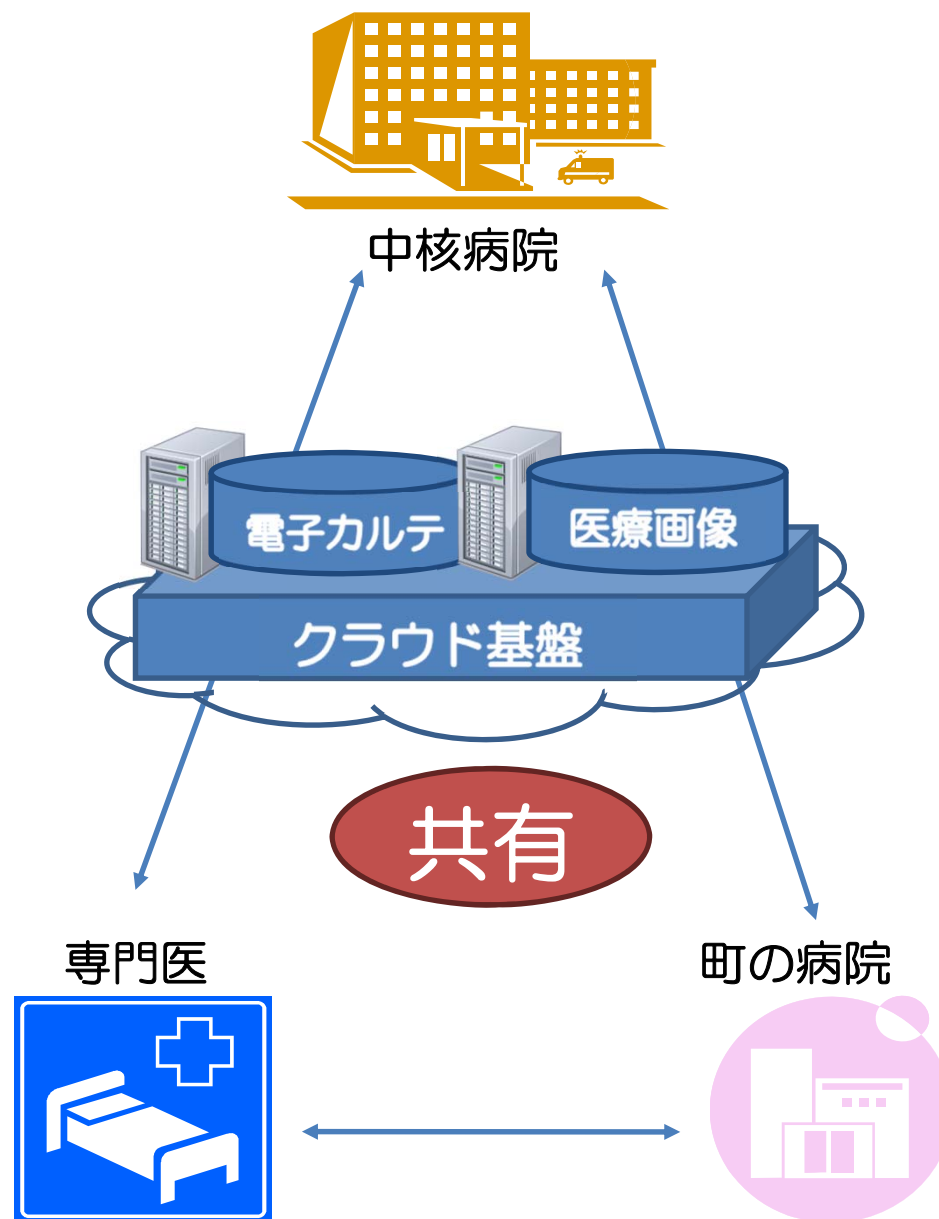 中核病院
電子カルテ
医療画像
クラウド基盤
共有
専門医
町の病院